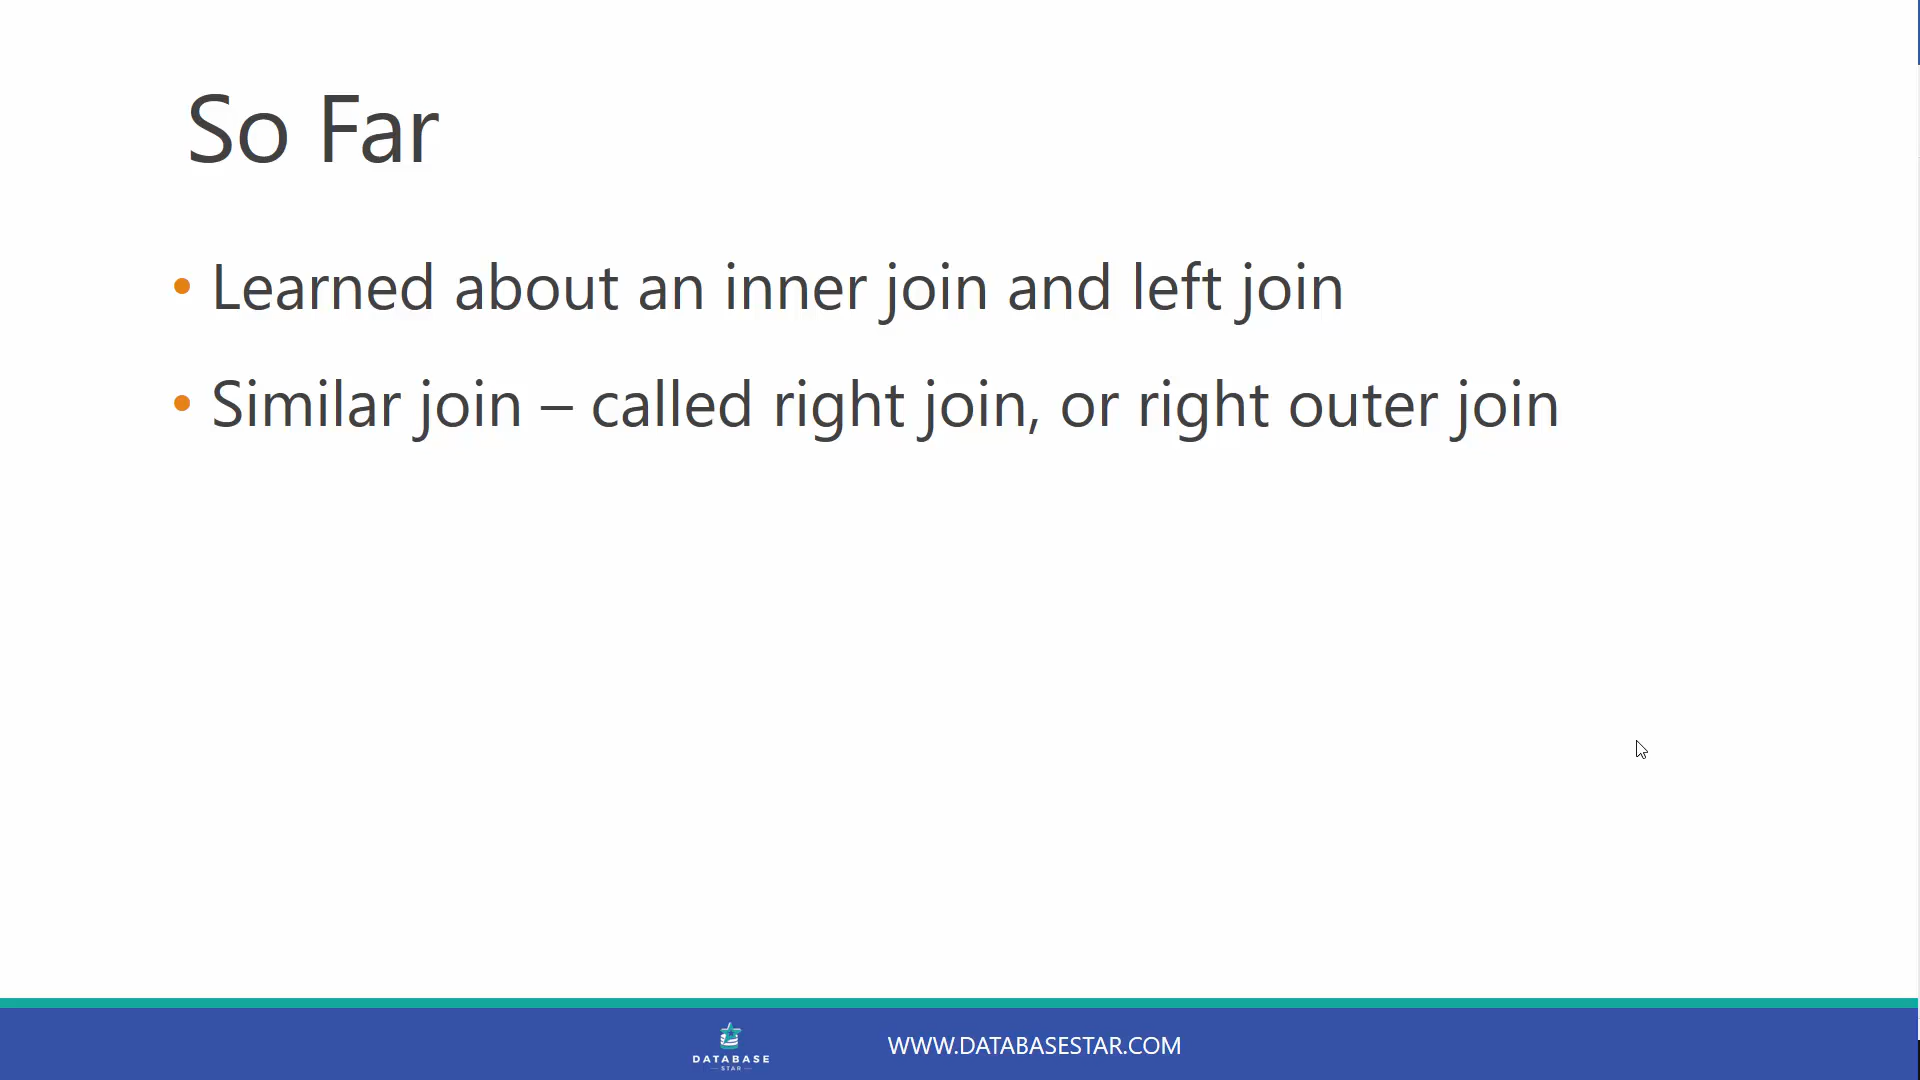 So Far
• Learned about an inner join and left join
• Similar join – called right join, or right outer join
DATABASE
STAR
WWW.DATABASESTAR.COM